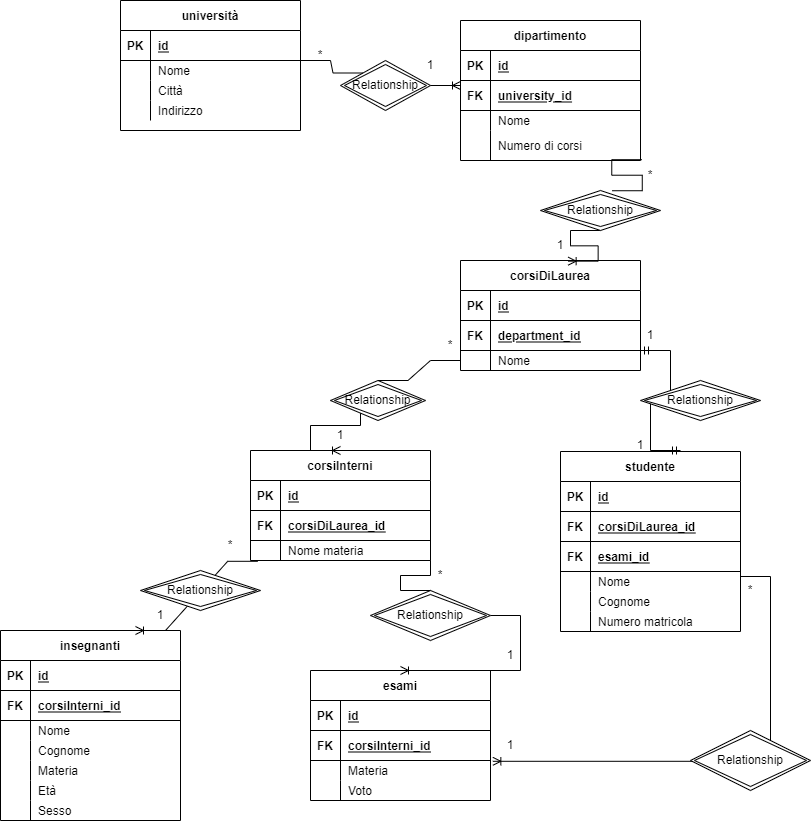 università
PK id
Nome
Città
Indirizzo
*
Relationship
1
dipartimento
PK id
FK university_id
Nome
Numero di corsi
*
Relationship
1
corsiDiLaurea
PK id
FK department_id
Nome
*
Relationship
1
1
Relationship
1
corsiInterni
PK id
FK corsiDiLaurea_id
Nome materia
studente
PK id
FK corsiDiLaurea_id
FK esami_id
Nome
Cognome
Numero matricola
*
Relationship
1
*
Relationship
1
*
insegnanti
PK id
FK corsiInterni_id
Nome
Cognome
Materia
Età
Sesso
esami
PK id
FK corsiInterni_id
Materia
Voto
1
Relationship